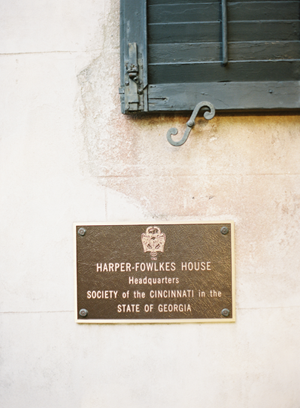 HARPER-FOWLKES HOUSE
Headquarters
SOCIETY of the CINCINNATI in the
STATE OF GEORGIA